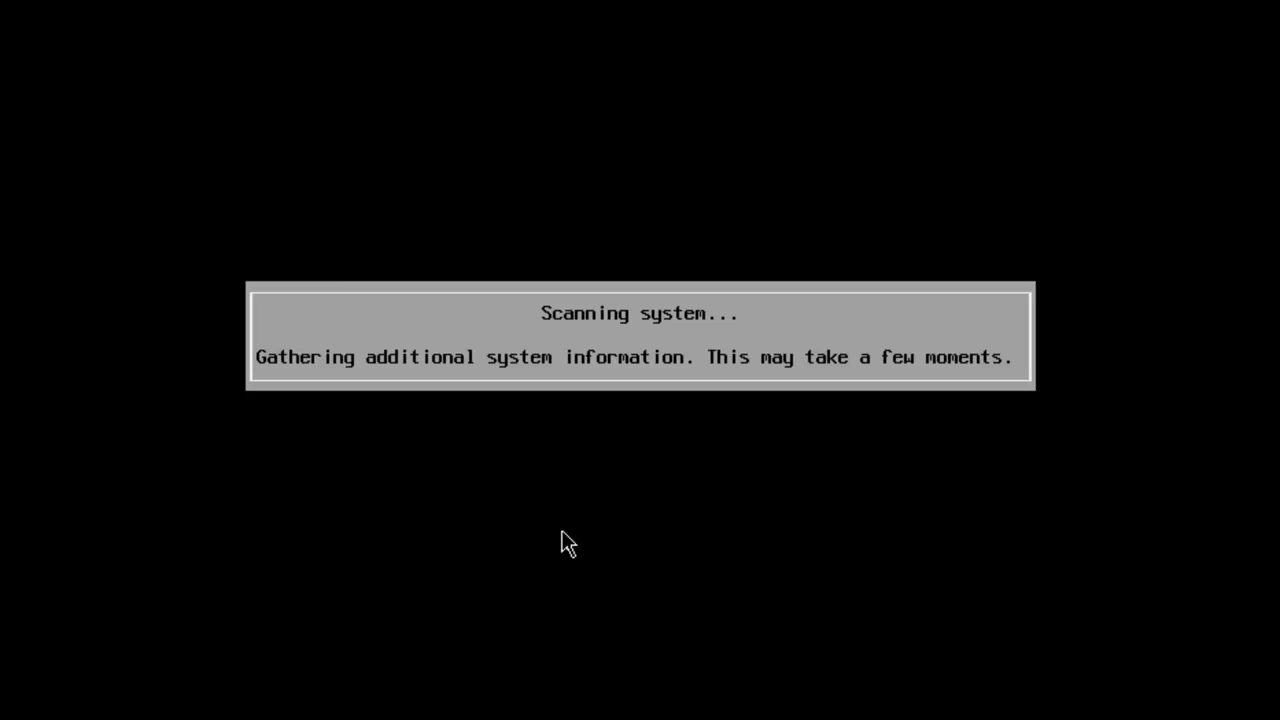 Scanning system...
Gathering additional system information. This may take a few moments.